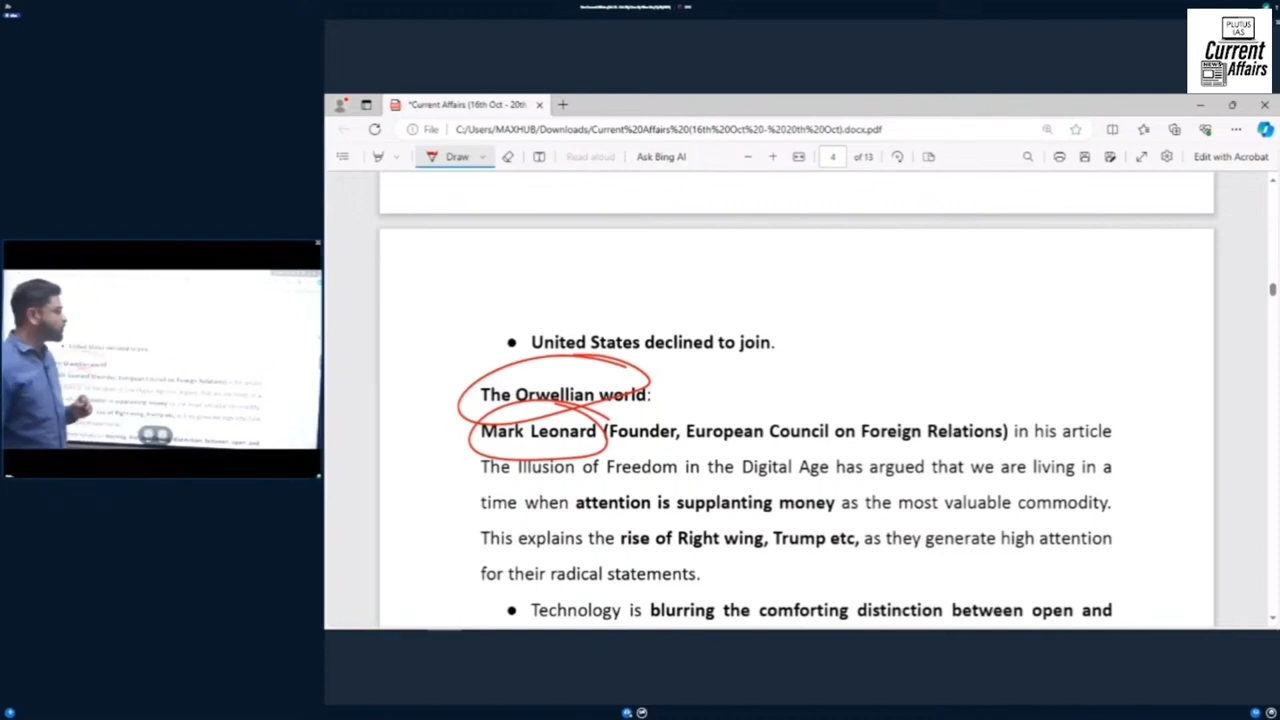 PLUTUS
IAS
Current
NEWS
Affairs
*Current Affairs (16th Oct - 20th
File
C:/Users/MAXHUB/Downloads/Current%20Affairs%20(16th%20Oct%20-%2020th%20Oct).docx.pdf
Draw
Read aloud
Ask Bing AI
4
of 13
Edit with Acrobat
● United States declined to join.
The Orwellian world:
Mark Leonard (Founder, European Council on Foreign Relations) in his article
The Illusion of Freedom in the Digital Age has argued that we are living in a
time when attention is supplanting money as the most valuable commodity.
This explains the rise of Right wing, Trump etc, as they generate high attention
for their radical statements.
● Technology is blurring the comforting distinction between open and